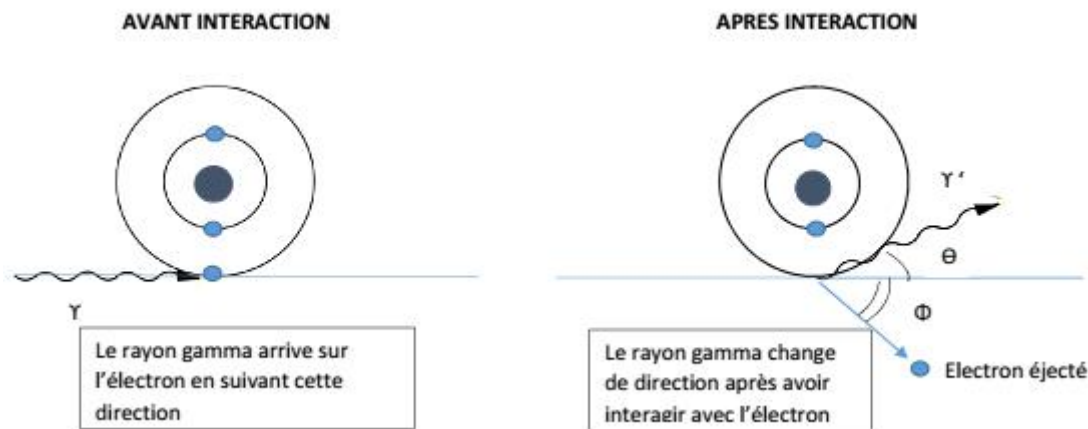 AVANT INTERACTION
APRES INTERACTION
ϒ
Le rayon gamma arrive sur
l'électron en suivant cette
direction
ϒ '
Ɵ
Φ
Electron éjecté
Le rayon gamma change
de direction après avoir
interagir avec l'électron